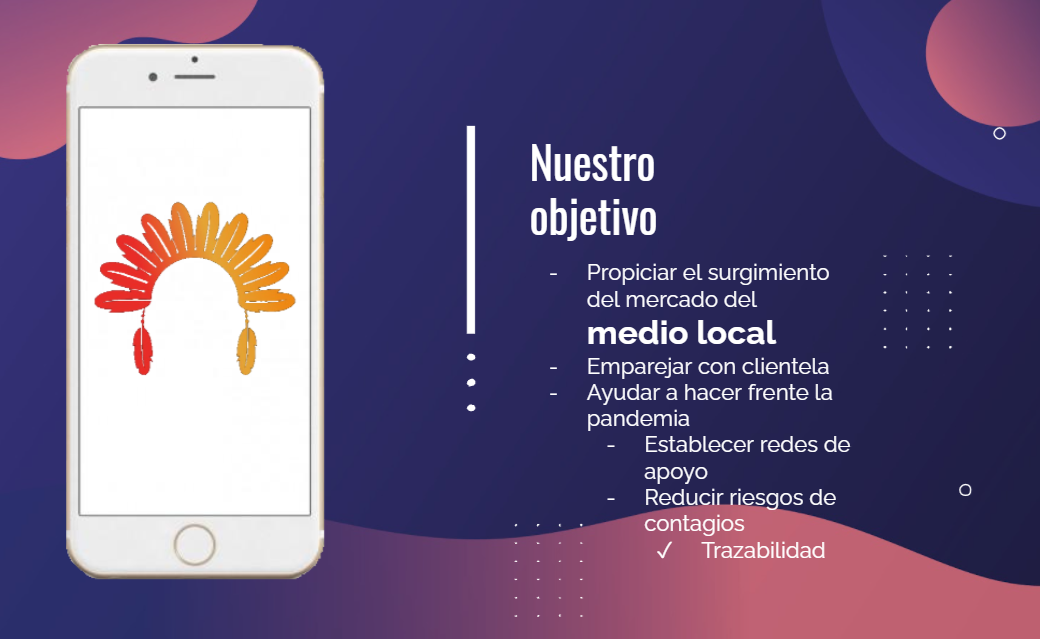 Nuestro
objetivo
- Propiciar el surgimiento
del mercado del
medio local
- Emparejar con clientela
- Ayudar a hacer frente la
pandemia
- Establecer redes de
apoyo
- Reducir riesgos de
contagios
✓ Trazabilidad